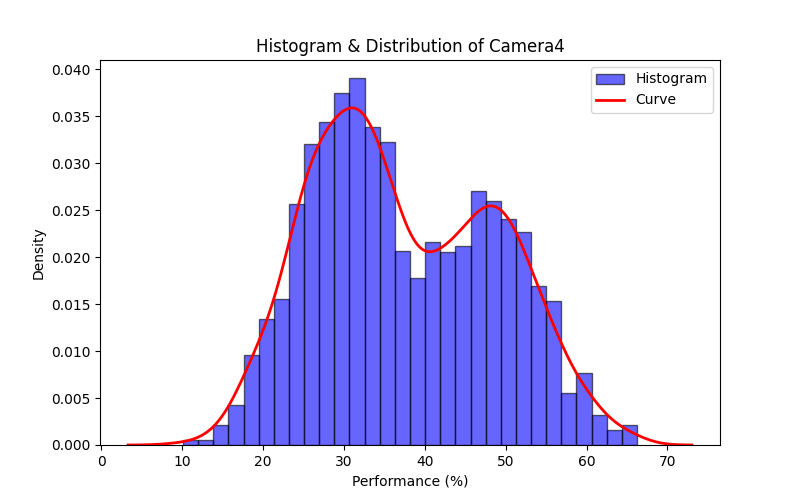 Histogram & Distribution of Camera4
Histogram
Curve
0.040
0.035
0.030
0.025
0.020
0.015
0.010
0.005
0.000
Density
0 10 20 30 40 50 60 70
Performance (%)